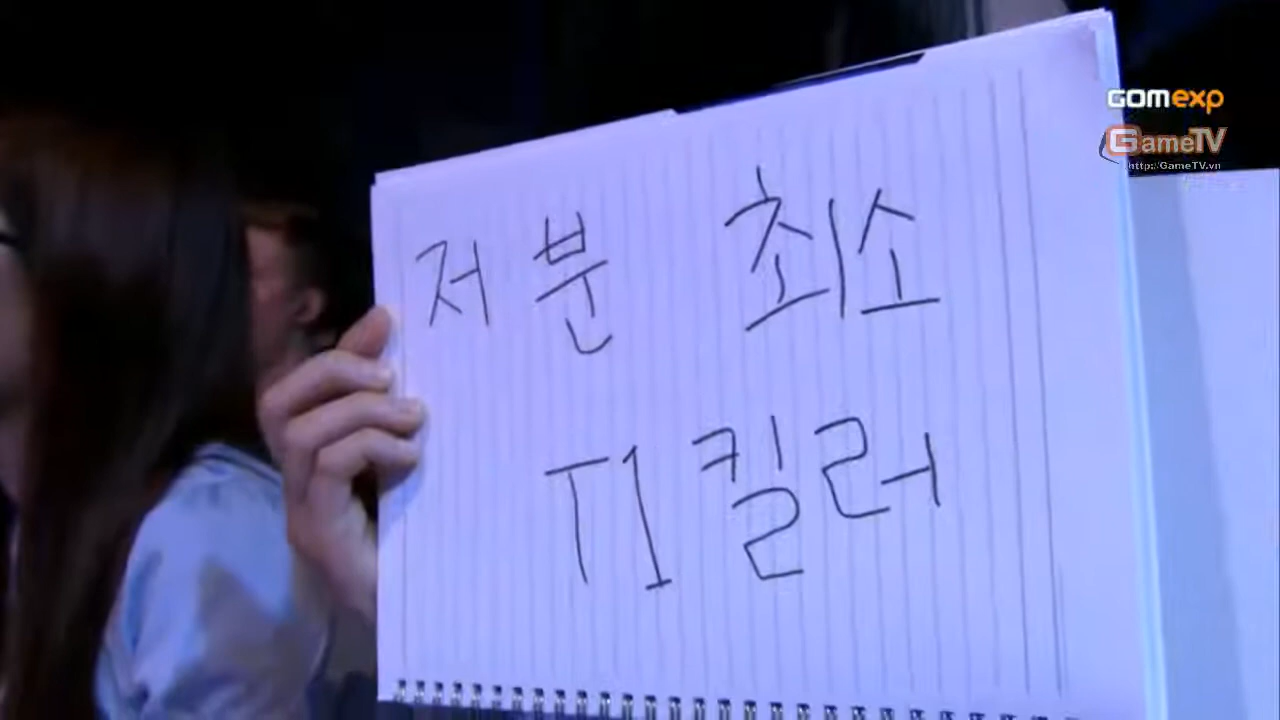 GOMexp
GameTV
http://GameTV.vn
저분 최소
T1 킬러